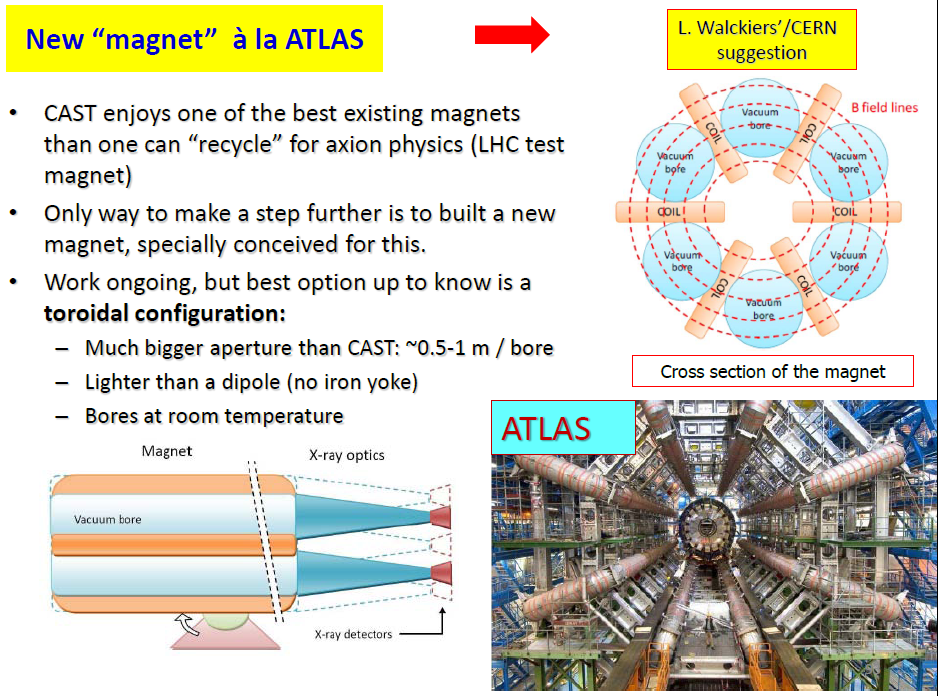 New “magnet” à la ATLAS
L. Walckiers’/CERN
suggestion
• CAST enjoys one of the best existing magnets
than one can “recycle” for axion physics (LHC test
magnet)
• Only way to make a step further is to built a new
magnet, specially conceived for this.
• Work ongoing, but best option up to know is a
toroidal configuration:
– Much bigger aperture than CAST: ~0.5-1 m / bore
– Lighter than a dipole (no iron yoke)
– Bores at room temperature
B field lines
Vacuum
bore
COIL
COIL
Vacuum
bore
Vacuum
bore
COIL
COIL
Vacuum
bore
Vacuum
bore
COIL
COIL
Vacuum
bore
Cross section of the magnet
ATLAS
Magnet
X-ray optics
Vacuum bore
X-ray detectors